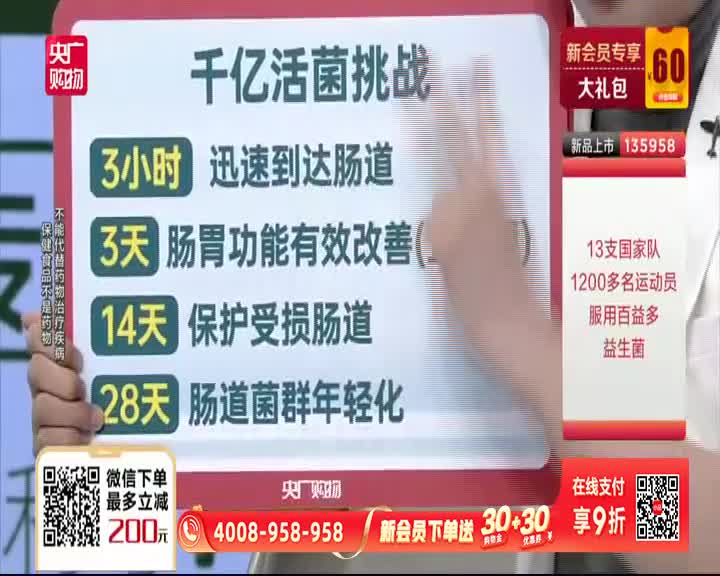 央广
购物
千亿活菌挑战
3小时 迅速到达肠道
3天 肠胃功能有效改善(
14天 保护受损肠道
28天 肠道菌群年轻化
央广购物
不能代替药物治疗疾病
保健食品不是药物
新会员专享
大礼包
¥60
新品上市 135958
13支国家队
1200多名运动员
服用百益多
益生菌
微信下单
最多立减
200元
4008-958-958
新会员下单送
30+30
购物金
优惠券
¥
在线支付
享9折